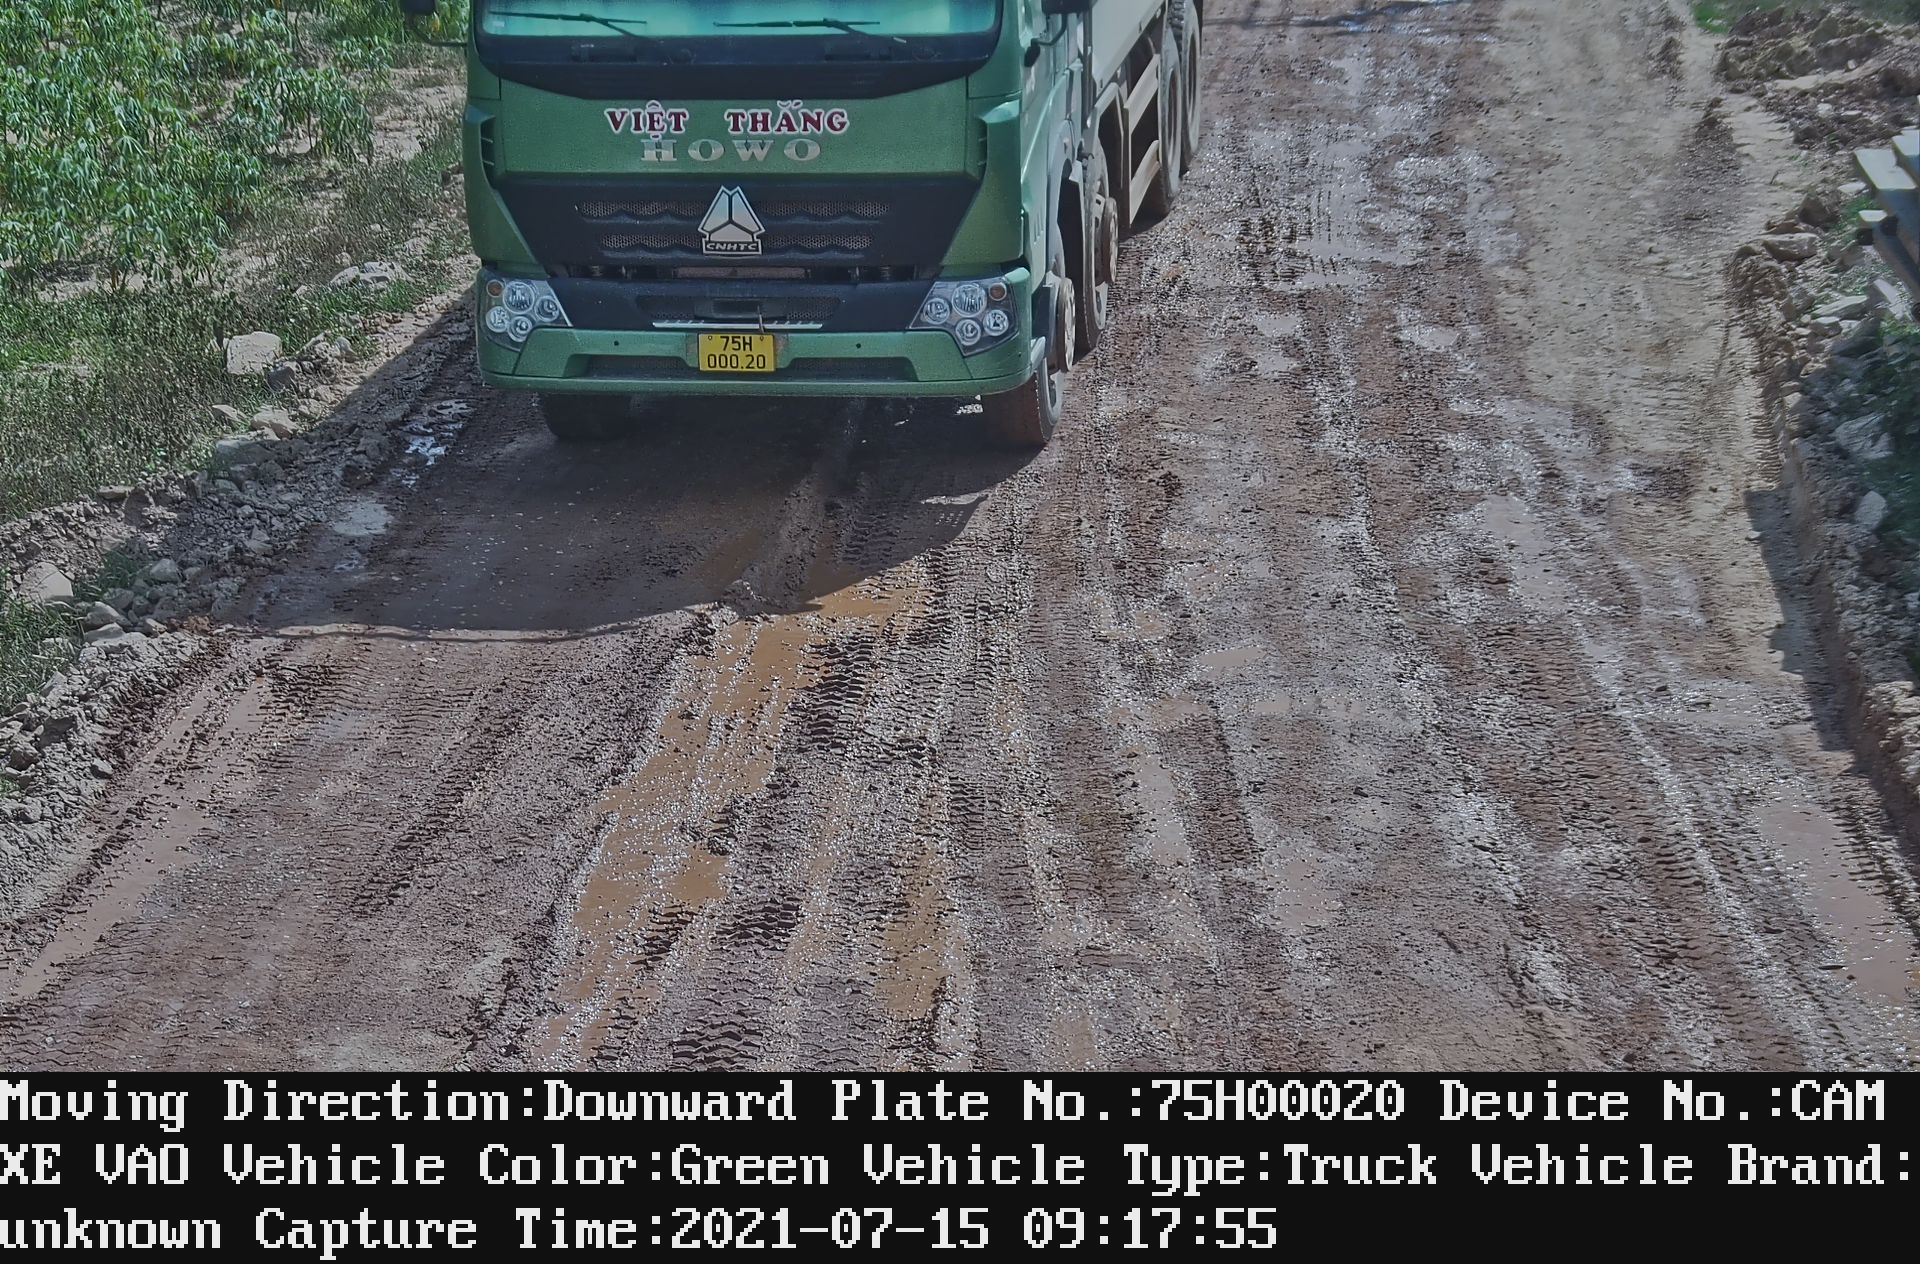 VIỆT THẮNG
HOWO
CNHTC
75H
000.20
Moving Direction:Downward Plate No.:75H00020 Device No.:CAM
XE VAO Vehicle Color:Green Vehicle Type:Truck Vehicle Brand:
unknown Capture Time:2021-07-15 09:17:55